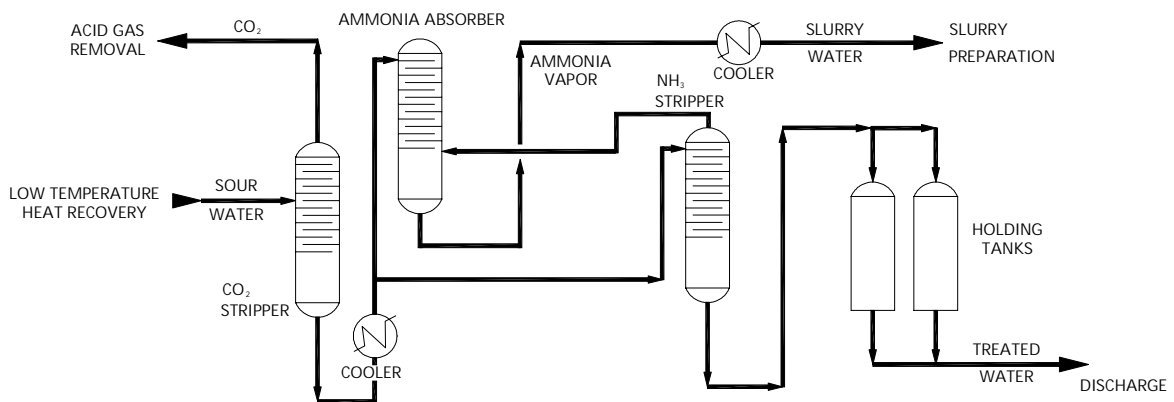 AMMONIA ABSORBER
ACID GAS
REMOVAL
CO₂
AMMONIA
VAPOR
COOLER
SLURRY
WATER
SLURRY
PREPARATION
NH₃
STRIPPER
LOW TEMPERATURE
HEAT RECOVERY
SOUR
WATER
CO₂
STRIPPER
COOLER
HOLDING
TANKS
TREATED
WATER
DISCHARGE